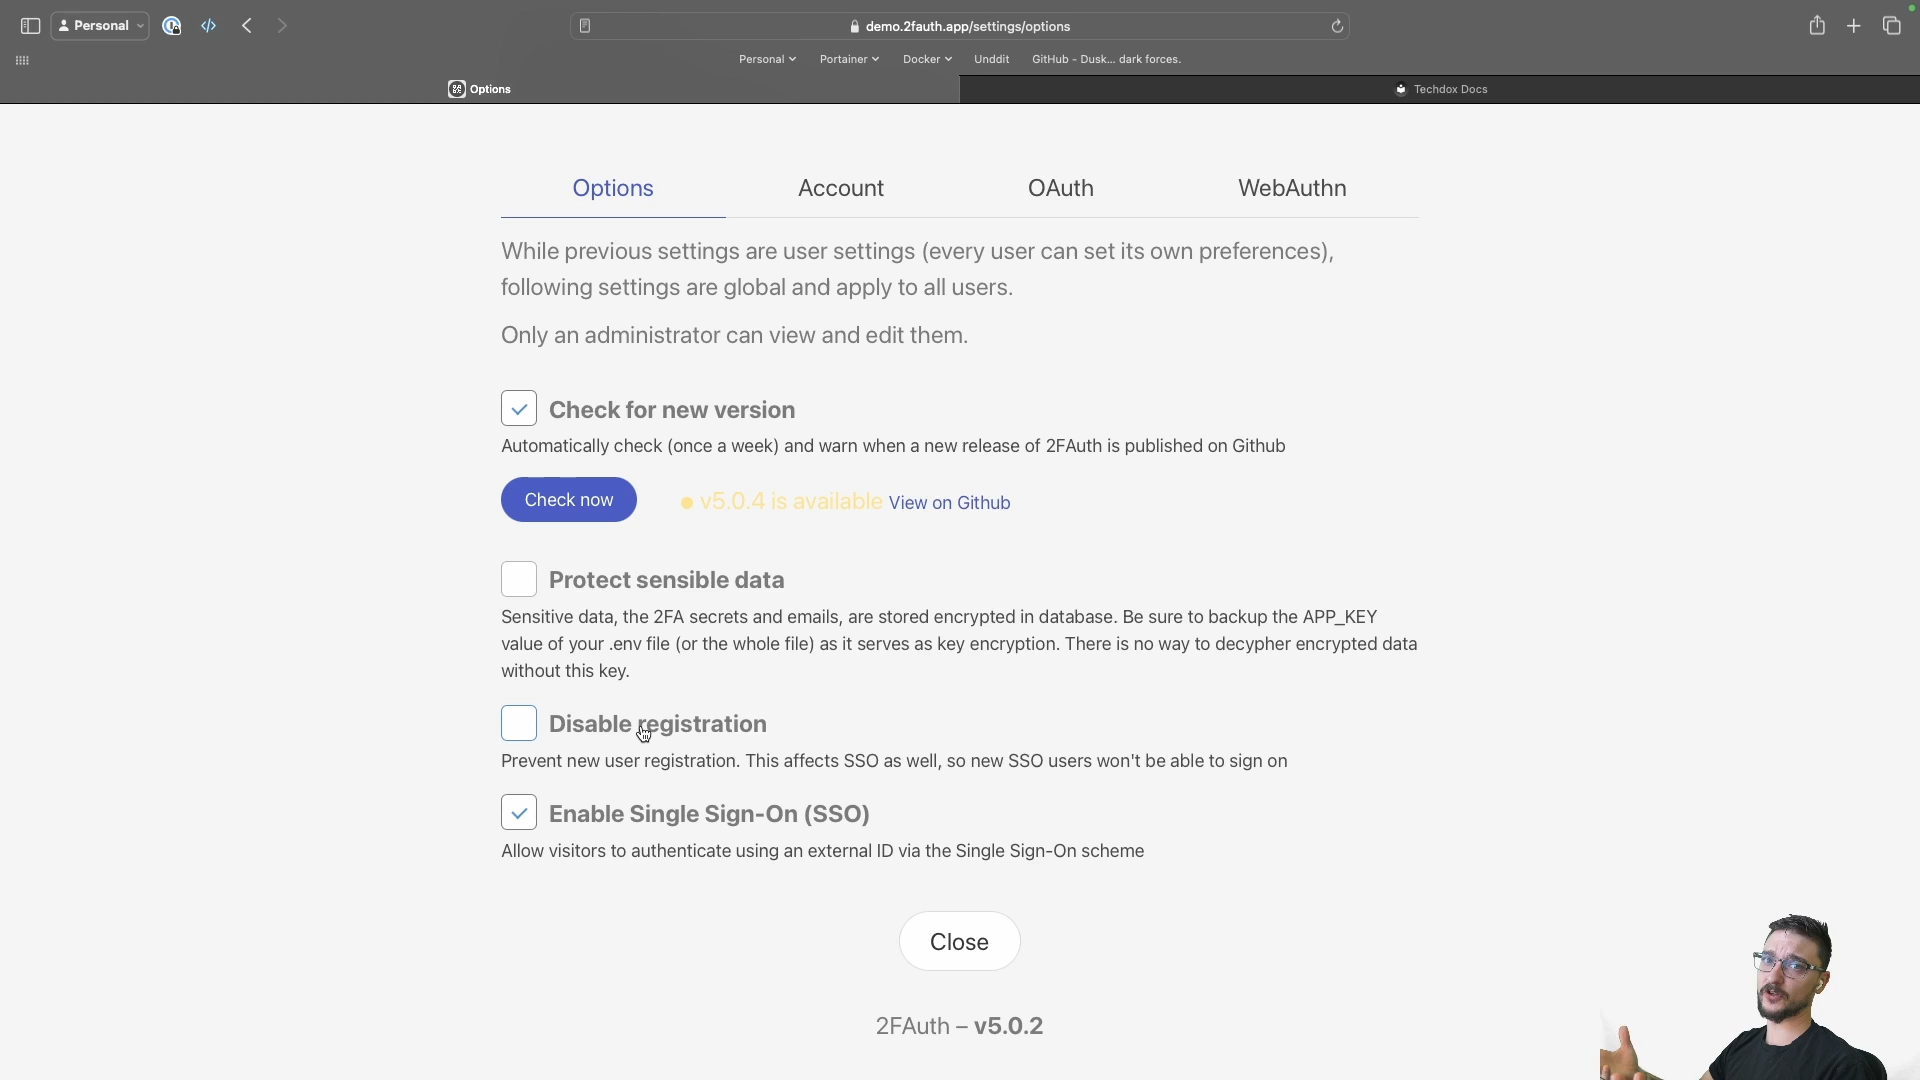 Personal
demo.2fauth.app/settings/options
Personal Portainer Docker Unddit GitHub - Dusk... dark forces.
Options Techdox Docs
Options Account OAuth WebAuthn
While previous settings are user settings (every user can set its own preferences),
following settings are global and apply to all users.
Only an administrator can view and edit them.
Check for new version
Automatically check (once a week) and warn when a new release of 2FAuth is published on Github
Check now v5.0.4 is available View on Github
Protect sensible data
Sensitive data, the 2FA secrets and emails, are stored encrypted in database. Be sure to backup the APP_KEY
value of your .env file (or the whole file) as it serves as key encryption. There is no way to decypher encrypted data
without this key.
Disable registration
Prevent new user registration. This affects SSO as well, so new SSO users won't be able to sign on
Enable Single Sign-On (SSO)
Allow visitors to authenticate using an external ID via the Single Sign-On scheme
Close
2FAuth – v5.0.2